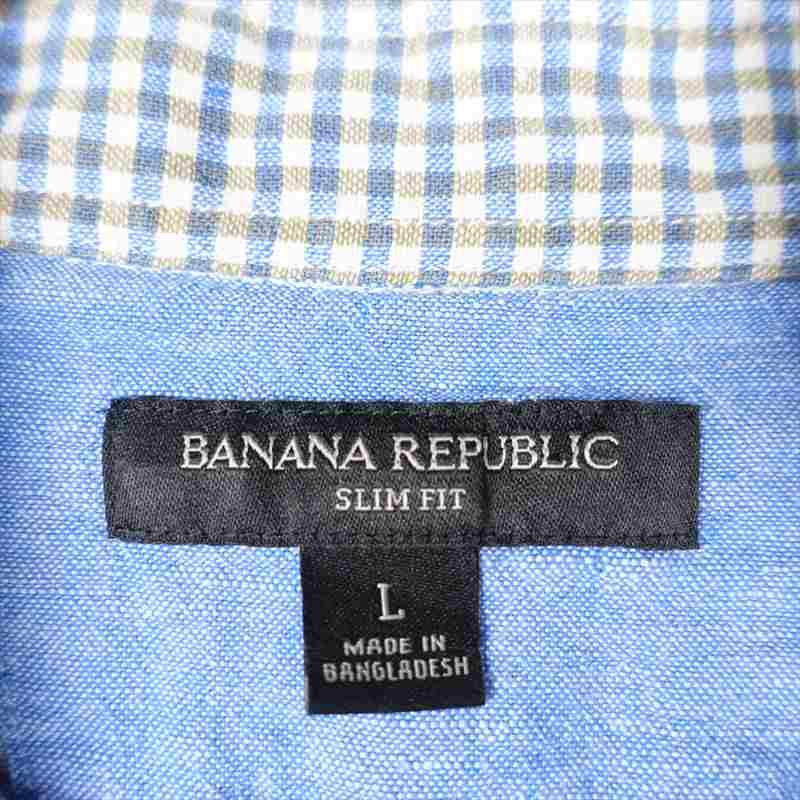 BANANA REPUBLIC
SLIM FIT
L
MADE IN
BANGLADESH